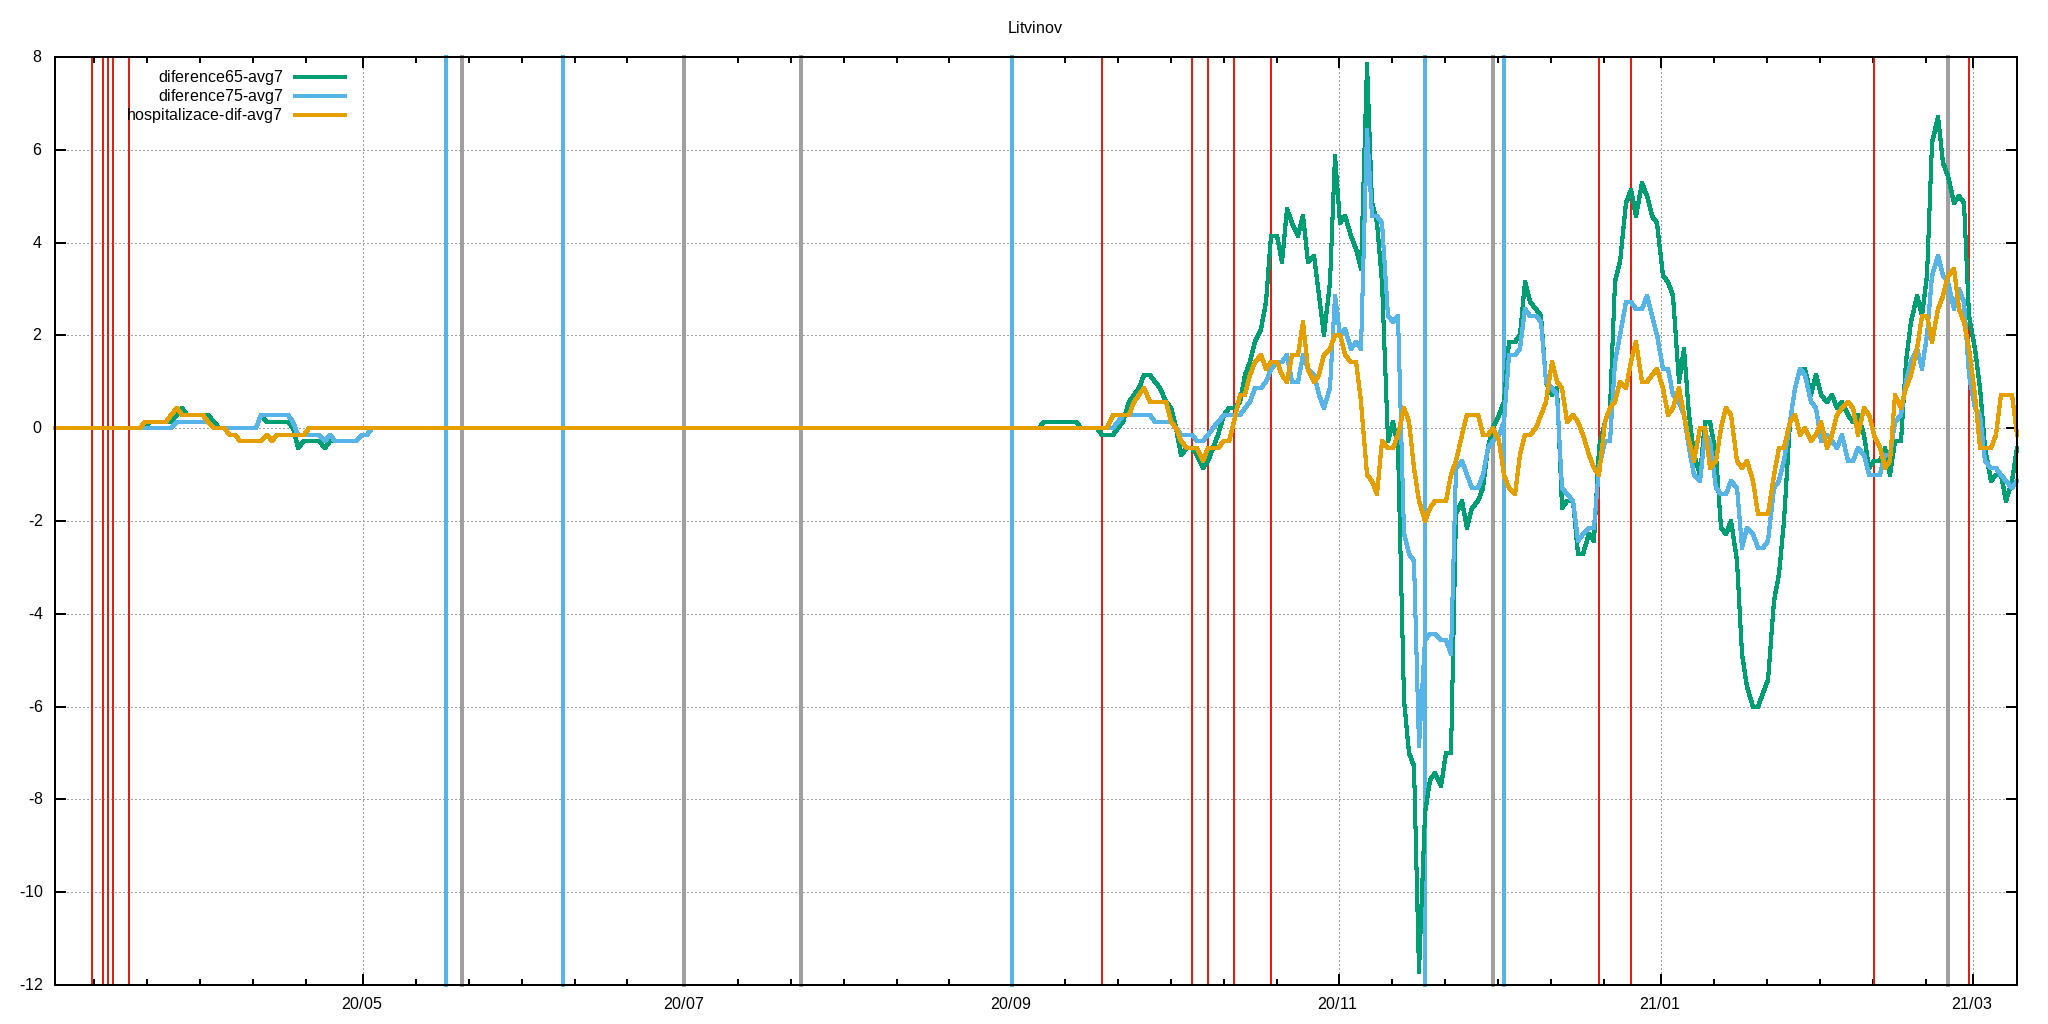 Litvinov
diference65-avg7
diference75-avg7
hospitalizace-dif-avg7
8
6
4
2
0
-2
-4
-6
-8
-10
-12
20/05 20/07 20/09 20/11 21/01 21/03